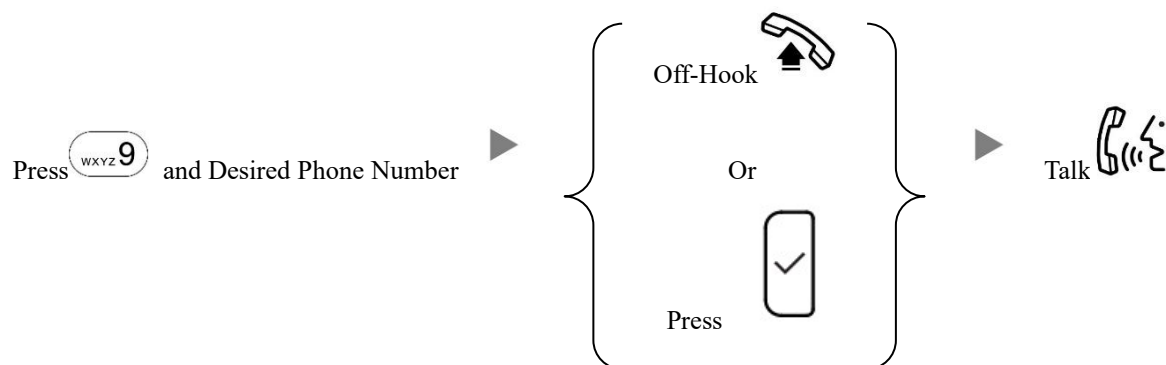 Off-Hook
Press WXYZ 9 and Desired Phone Number
Or
Talk
Press